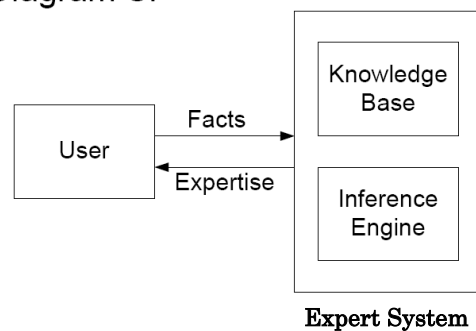 Knowledge
Base
Facts
User
Expertise
Inference
Engine
Expert System